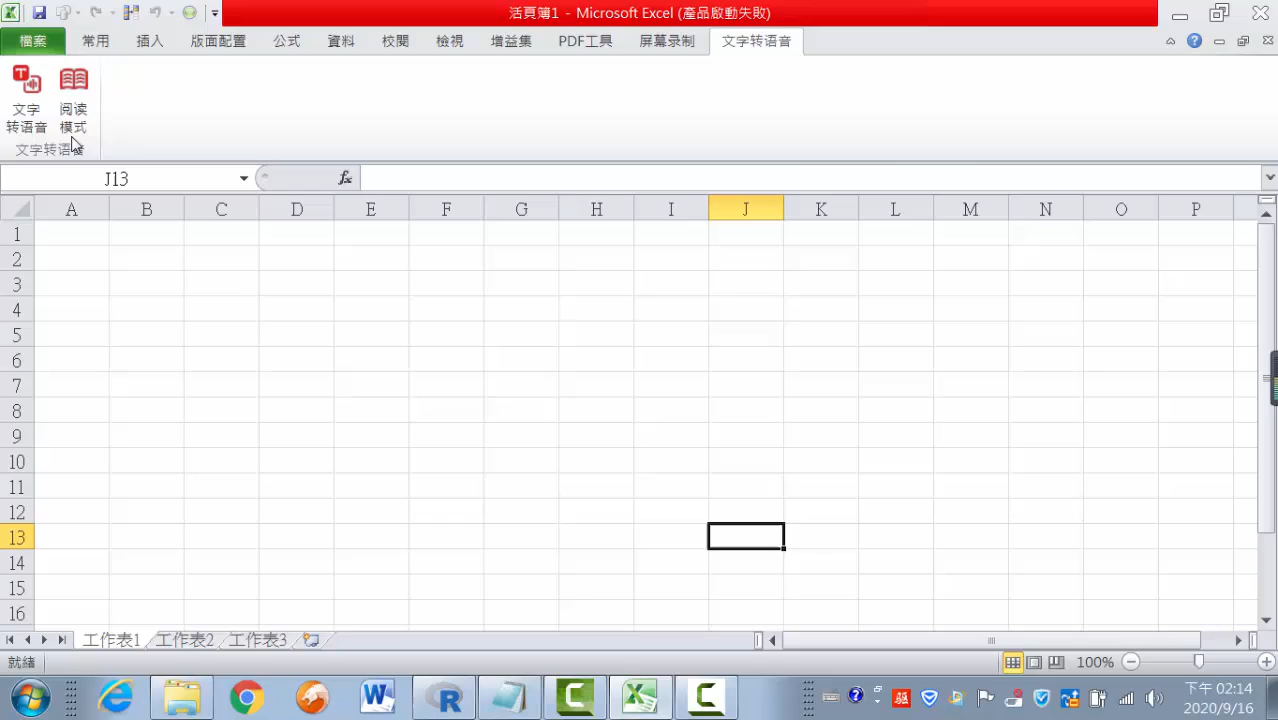 活頁簿1 - Microsoft Excel (產品啟動失敗)
檔案 常用 插入 版面配置 公式 資料 校閱 檢視 增益集 PDF工具 屏幕录制 文字转语音
文字 阅读
转语音 模式
文字转语音
J13 fx
A B C D E F G H I J K L M N O P
1
2
3
4
5
6
7
8
9
10
11
12
13
14
15
16
工作表1 工作表2 工作表3
就緒 100%
下午 02:14
2020/9/16